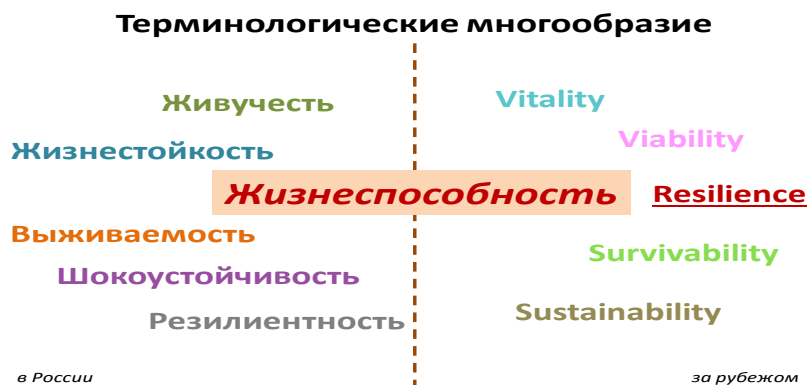 Терминологические многообразие
Живучесть
Vitality
Жизнестойкость
Viability
Жизнеспособность
Resilience
Выживаемость
Survivability
Шокоустойчивость
Резилиентность
Sustainability
в России
за рубежом